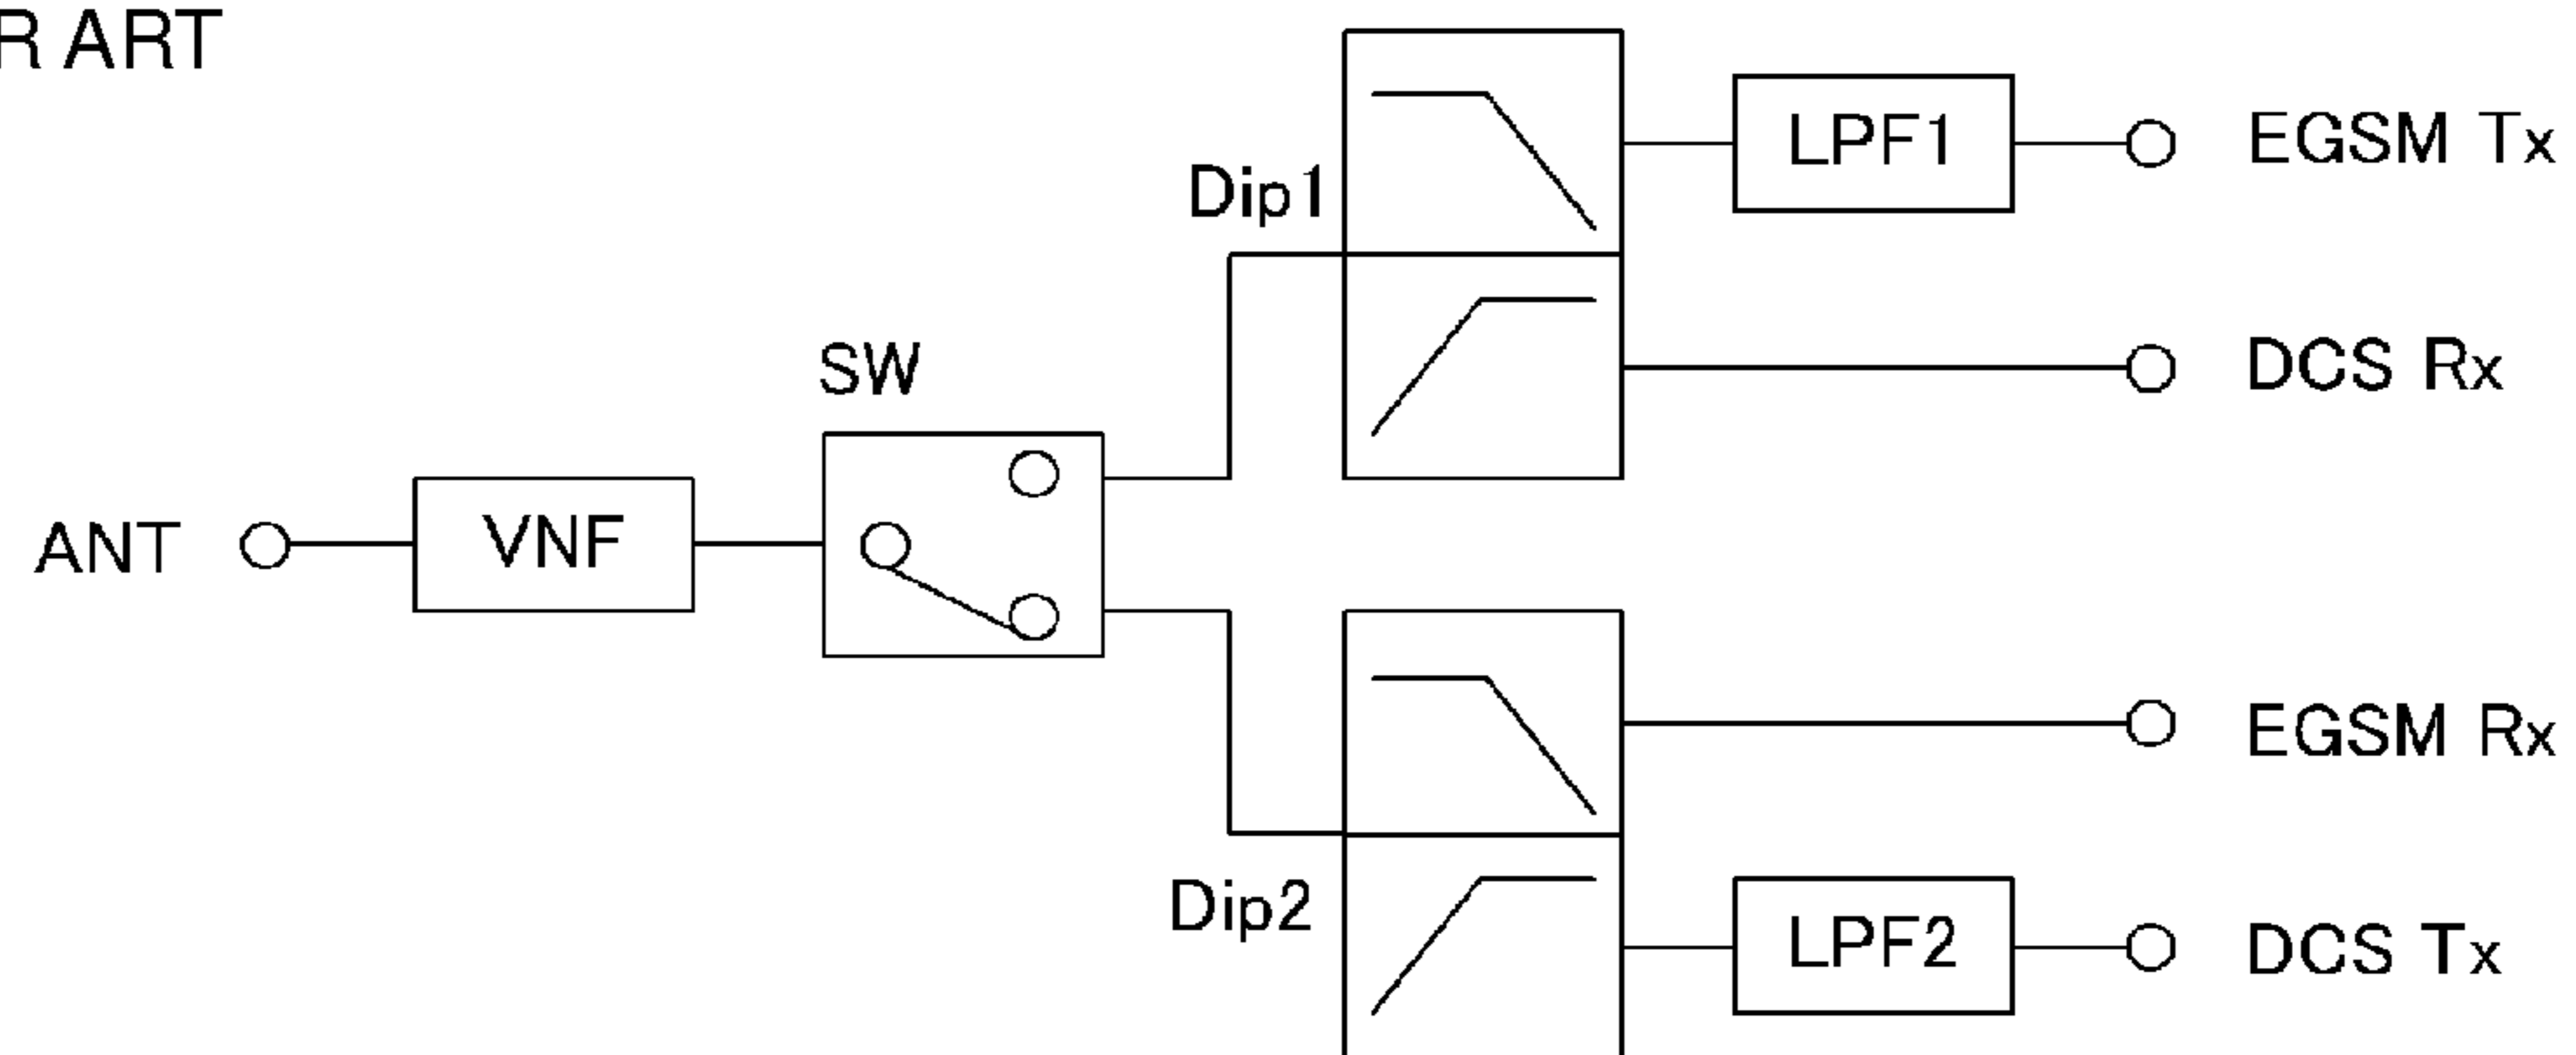 R ART
LPF1
EGSM Tx
Dip1
DCS Rx
SW
ANT
VNF
EGSM Rx
Dip2
LPF2
DCS Tx